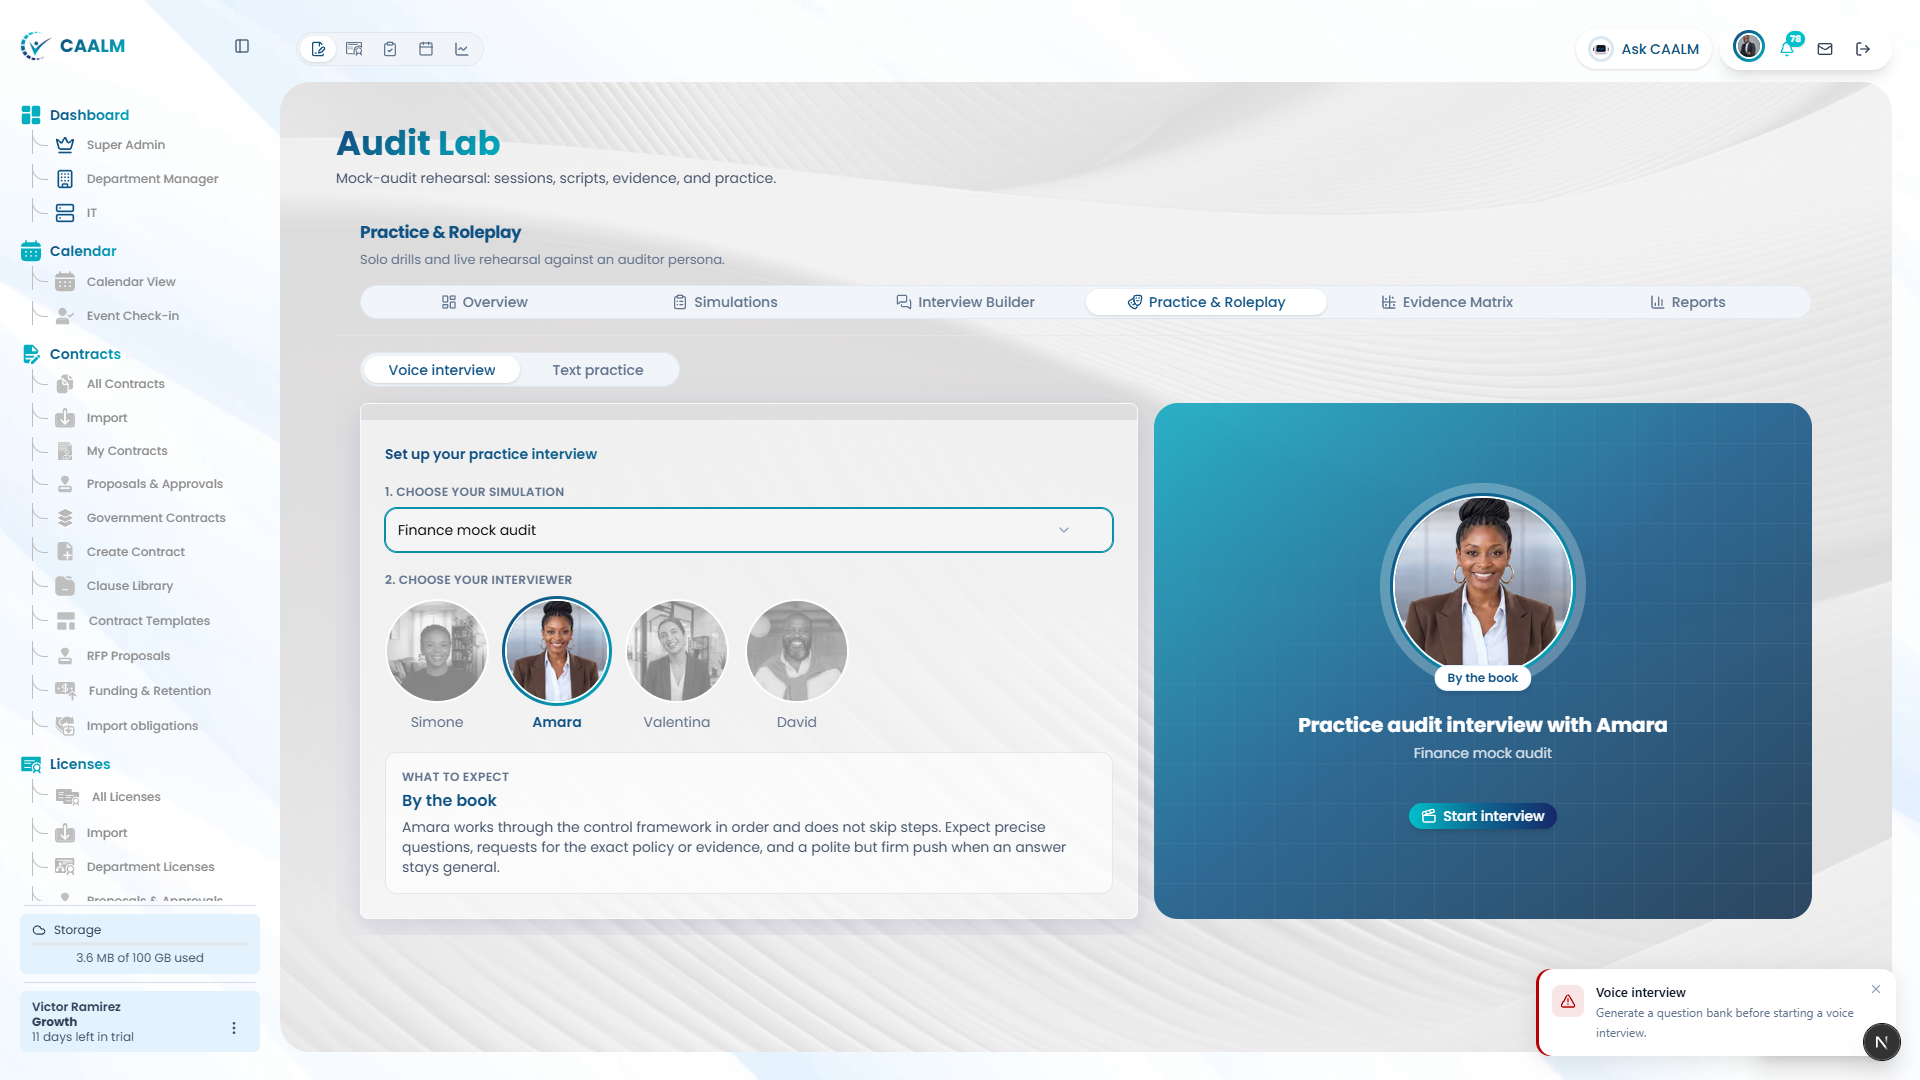 CAALM
Ask CAALM
78
Dashboard
Super Admin
Department Manager
IT
Calendar
Calendar View
Event Check-in
Contracts
All Contracts
Import
My Contracts
Proposals & Approvals
Government Contracts
Create Contract
Clause Library
Contract Templates
RFP Proposals
Funding & Retention
Import obligations
Licenses
All Licenses
Import
Department Licenses
Proposals & Approvals
Storage
3.6 MB of 100 GB used
Victor Ramirez
Growth
11 days left in trial
Audit Lab
Mock-audit rehearsal: sessions, scripts, evidence, and practice.
Practice & Roleplay
Solo drills and live rehearsal against an auditor persona.
Overview
Simulations
Interview Builder
Practice & Roleplay
Evidence Matrix
Reports
Voice interview
Text practice
Set up your practice interview
1. CHOOSE YOUR SIMULATION
Finance mock audit
2. CHOOSE YOUR INTERVIEWER
Simone
Amara
Valentina
David
WHAT TO EXPECT
By the book
Amara works through the control framework in order and does not skip steps. Expect precise
questions, requests for the exact policy or evidence, and a polite but firm push when an answer
stays general.
By the book
Practice audit interview with Amara
Finance mock audit
Start interview
Voice interview
Generate a question bank before starting a voice
interview.
N